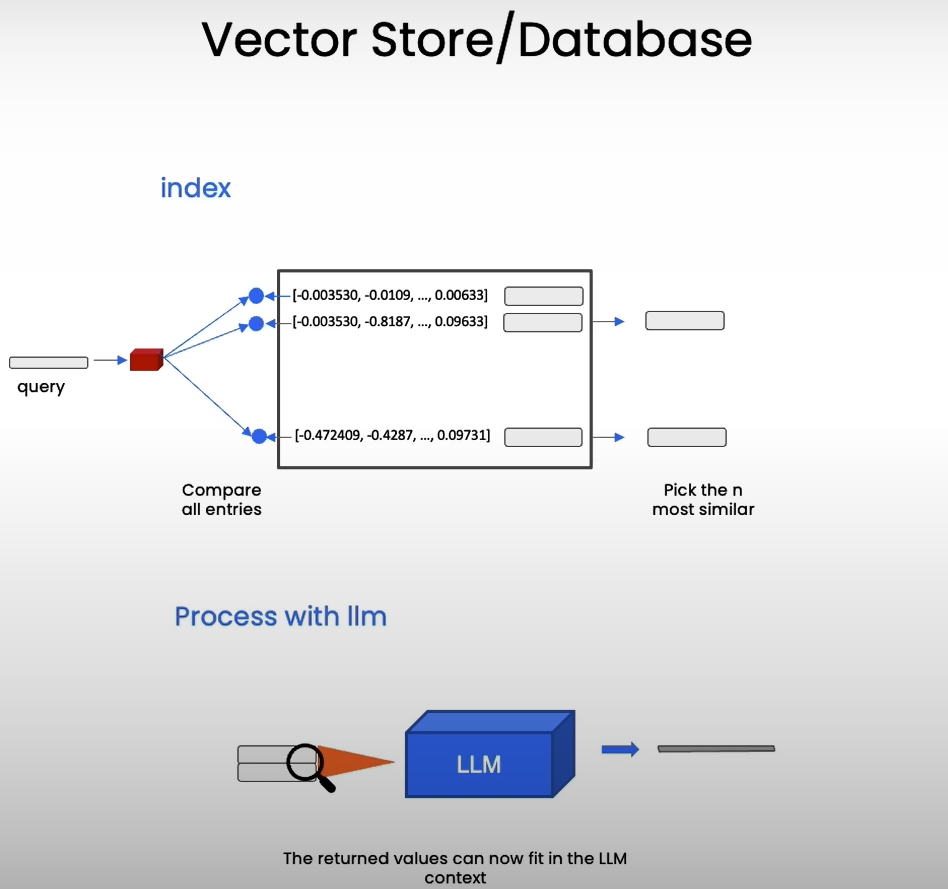 Vector Store/Database
index
[-0.003530, -0.0109, ..., 0.00633]
[-0.003530, -0.8187, ..., 0.09633]
query
[-0.472409, -0.4287, ..., 0.09731]
Compare
all entries
Pick the n
most similar
Process with llm
LLM
The returned values can now fit in the LLM
context